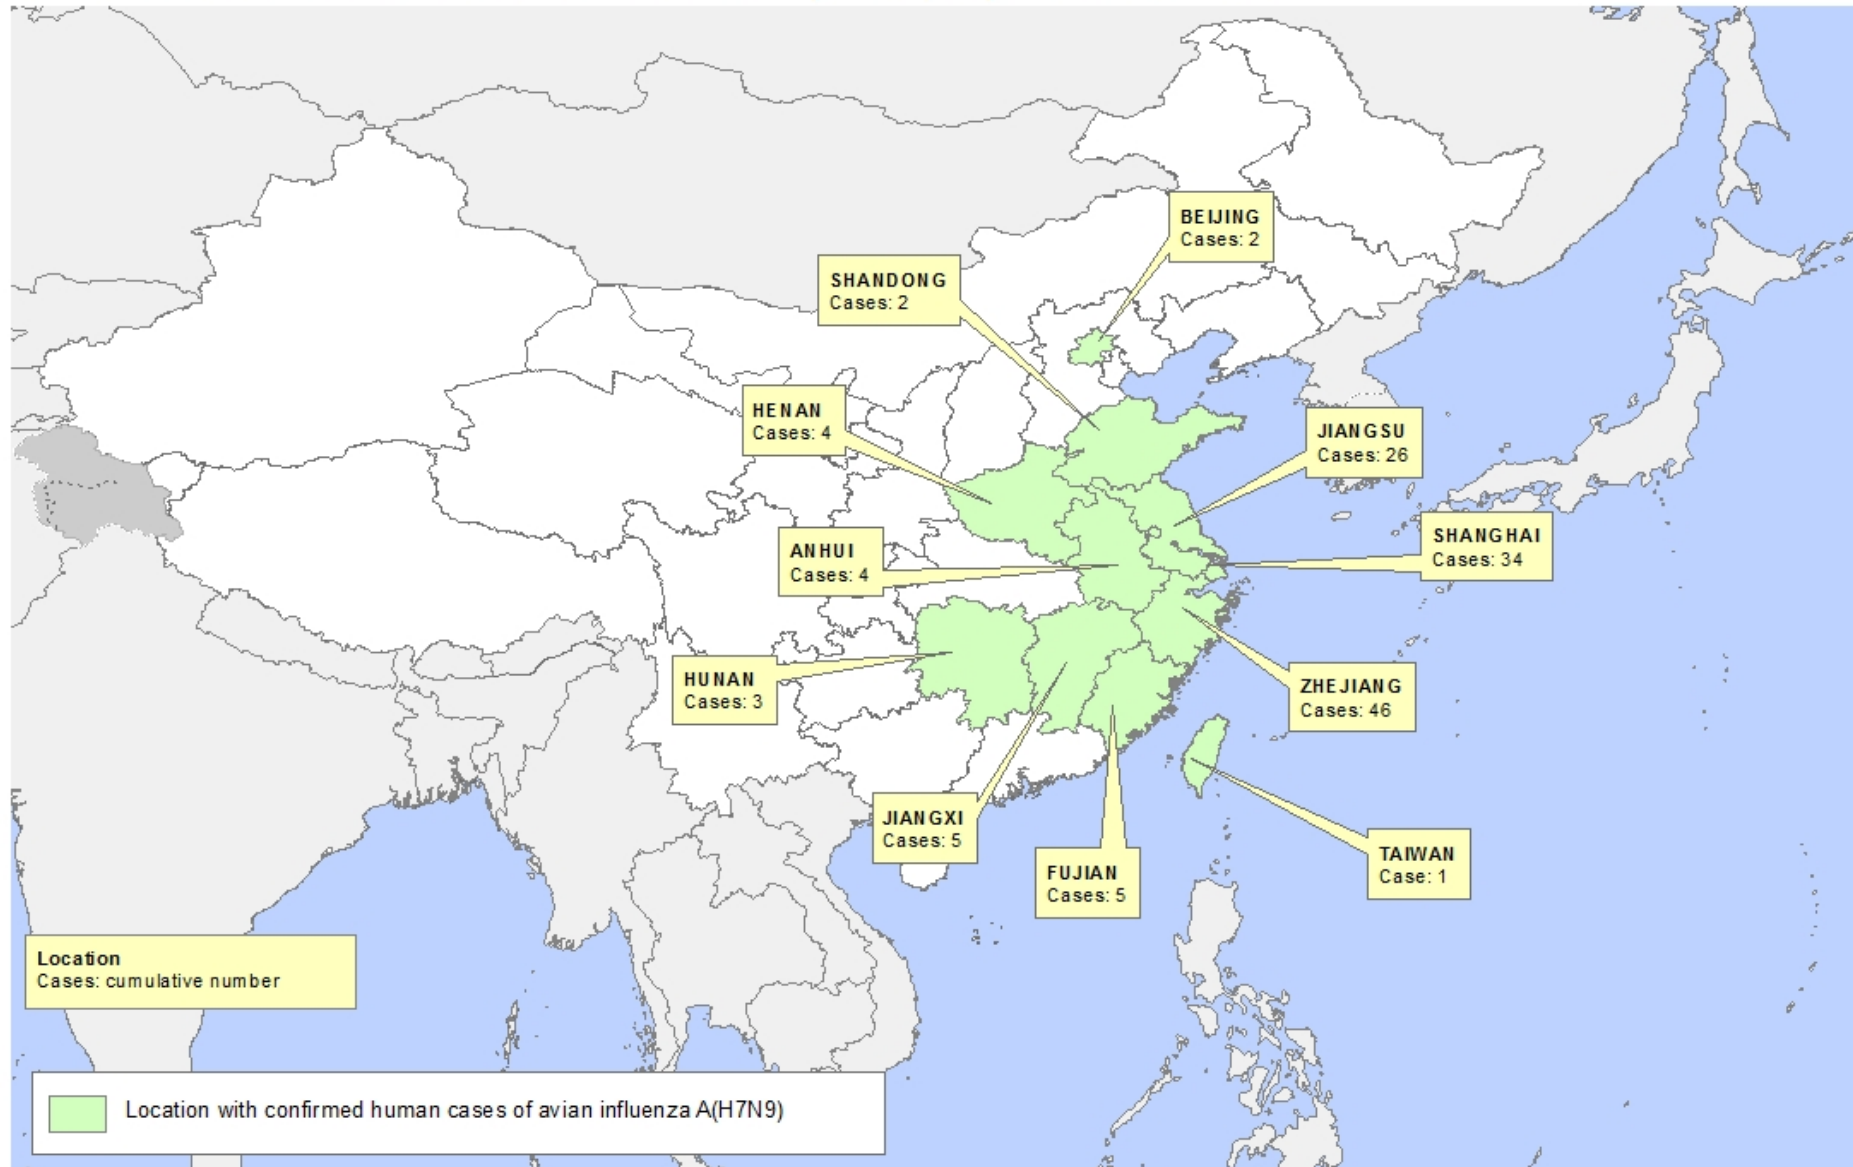 BEIJING
Cases: 2
SHANDONG
Cases: 2
HENAN
Cases: 4
JIANGSU
Cases: 26
SHANGHAI
Cases: 34
ANHUI
Cases: 4
HUNAN
Cases: 3
ZHEJIANG
Cases: 46
JIANGXI
Cases: 5
FUJIAN
Cases: 5
TAIWAN
Case: 1
Location
Cases: cumulative number
Location with confirmed human cases of avian influenza A(H7N9)